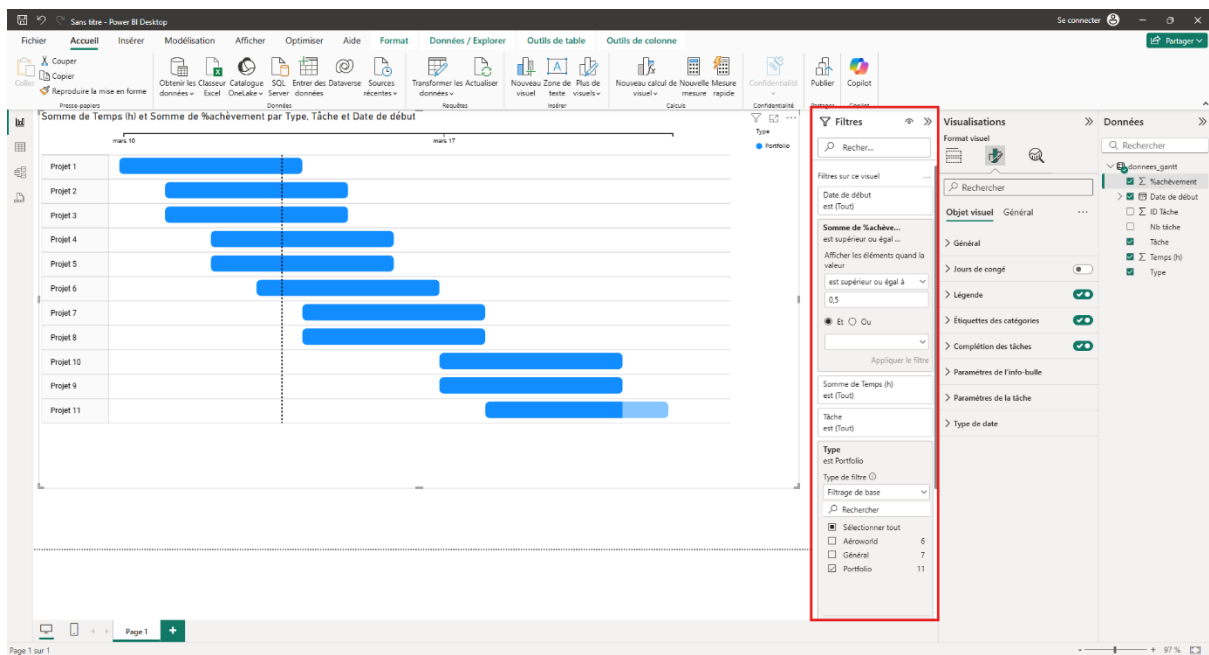 Sans titre - Power BI Desktop
Se connecter
Fichier Accueil Insérer Modélisation Afficher Optimiser Aide Format Données / Explorer Outils de table Outils de colonne
Partager
Coller
Couper
Copier
Reproduire la mise en forme
Presse-papiers
Obtenir les données
Classeur Excel
Catalogue OneLake
SQL Server
Entrer des données
Dataverse
Sources récentes
Données
Transformer les données
Actualiser
Requêtes
Nouveau visuel
Zone de texte
Plus de visuels
Insérer
Nouveau calcul de visuel
Nouvelle mesure
Mesure rapide
Calculs
Confidentialité
Confidentialité
Publier
Partager
Copilot
Copilot
Somme de Temps (h) et Somme de %achèvement par Type, Tâche et Date de début
mars 10
mars 17
Type
Portfolio
Projet 1
Projet 2
Projet 3
Projet 4
Projet 5
Projet 6
Projet 7
Projet 8
Projet 10
Projet 9
Projet 11
Filtres
Recher...
Filtres sur ce visuel
...
Date de début
est (Tout)
Somme de %achève...
est supérieur ou égal ...
Afficher les éléments quand la
valeur
est supérieur ou égal à
0,5
Et Ou
Appliquer le filtre
Somme de Temps (h)
est (Tout)
Tâche
est (Tout)
Type
est Portfolio
Type de filtre
Filtrage de base
Rechercher
Sélectionner tout
Aéroworld 6
Général 7
Portfolio 11
Visualisations
Format visuel
Rechercher
Objet visuel Général ...
Général
Jours de congé
Légende
Étiquettes des catégories
Complétion des tâches
Paramètres de l'info-bulle
Paramètres de la tâche
Type de date
Données
Rechercher
donnees_gantt
%achèvement
Date de début
ID Tâche
Nb tâche
Tâche
Temps (h)
Type
Page 1
Page 1 sur 1
97 %